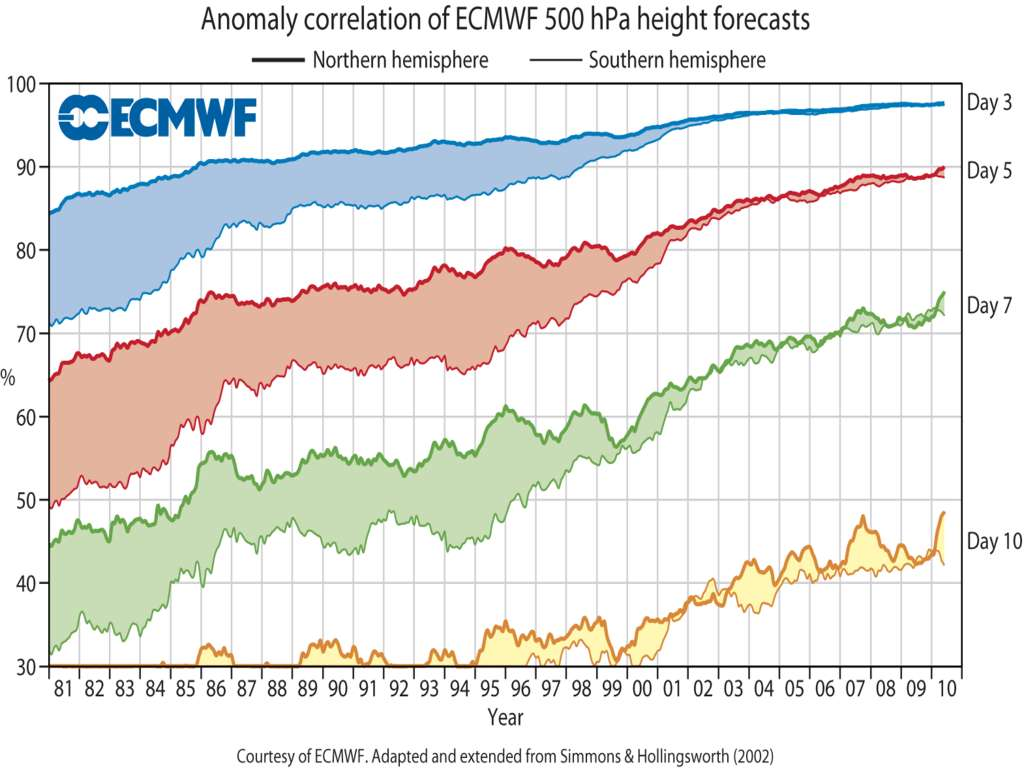 Anomaly correlation of ECMWF 500 hPa height forecasts
Northern hemisphere Southern hemisphere
100
ECMWF
Day 3
90
Day 5
80
Day 7
70
%
60
50
Day 10
40
30
81 82 83 84 85 86 87 88 89 90 91 92 93 94 95 96 97 98 99 00 01 02 03 04 05 06 07 08 09 10
Year
Courtesy of ECMWF. Adapted and extended from Simmons & Hollingsworth (2002)